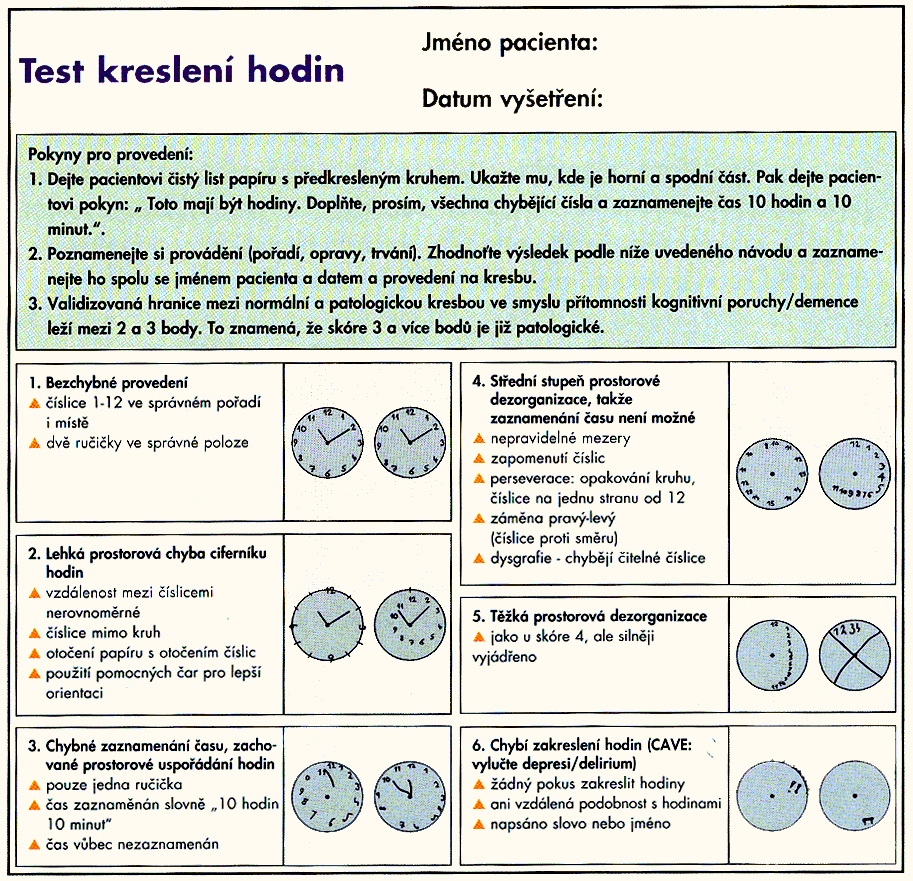 Test kreslení hodin
Jméno pacienta:
Datum vyšetření:
Pokyny pro provedení:
1. Dejte pacientovi čistý list papíru s předkresleným kruhem. Ukažte mu, kde je horní a spodní část. Pak dejte pacien-
tovi pokyn: „ Toto mají být hodiny. Doplňte, prosím, všechna chybějící čísla a zaznamenejte čas 10 hodin a 10
minut.“.
2. Poznamenejte si provádění (pořadí, opravy, trvání). Zhodnoťte výsledek podle níže uvedeného návodu a zazname-
nejte ho spolu se jménem pacienta a datem a provedení na kresbu.
3. Validizovaná hranice mezi normální a patologickou kresbou ve smyslu přítomnosti kognitivní poruchy/demence
leží mezi 2 a 3 body. To znamená, že skóre 3 a více bodů je již patologické.
1. Bezchybné provedení
číslice 1-12 ve správném pořadí
i místě
dvě ručičky ve správné poloze
2. Lehká prostorová chyba ciferníku
hodin
vzdálenost mezi číslicemi
nerovnoměrné
číslice mimo kruh
otočení papíru s otočením číslic
použití pomocných čar pro lepší
orientaci
3. Chybné zaznamenání času, zacho-
vané prostorové uspořádání hodin
pouze jedna ručička
čas zaznaměnán slovně „10 hodin
10 minut“
čas vůbec nezaznamenán
4. Střední stupeň prostorové
dezorganizace, takže
zaznamenání času není možné
nepravidelné mezery
zapomenutí číslic
perseverace: opakování kruhu,
číslice na jednu stranu od 12
záměna pravý-levý
(číslice proti směru)
dysgrafie - chybějí čitelné číslice
5. Těžká prostorová dezorganizace
jako u skóre 4, ale silněji
vyjádřeno
6. Chybí zakreslení hodin (CAVE:
vylučte depresi/delirium)
žádný pokus zakreslit hodiny
ani vzdálená podobnost s hodinami
napsáno slovo nebo jméno